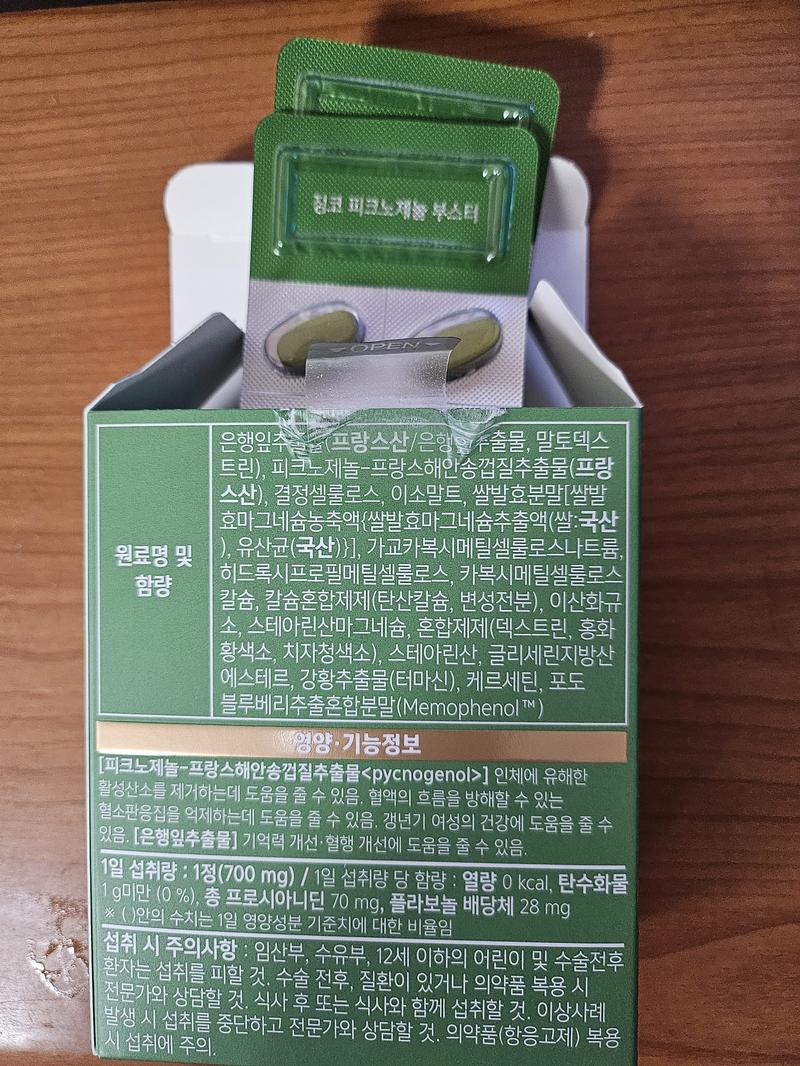 징코 피크노제놀 부스터
OPEN
원료명 및
함량
은행잎추출물(프랑스산/은행잎추출물, 말토덱스
트린), 피크노제놀-프랑스해안송껍질추출물(프랑
스산), 결정셀룰로스, 이소말트, 쌀발효분말[쌀발
효마그네슘농축액{쌀발효마그네슘추출액(쌀:국산
), 유산균(국산)}], 가교카복시메틸셀룰로스나트륨,
히드록시프로필메틸셀룰로스, 카복시메틸셀룰로스
칼슘, 칼슘혼합제제(탄산칼슘, 변성전분), 이산화규
소, 스테아린산마그네슘, 혼합제제(덱스트린, 홍화
황색소, 치자청색소), 스테아린산, 글리세린지방산
에스테르, 강황추출물(터마신), 케르세틴, 포도
블루베리추출혼합분말(Memophenol™)
영양·기능정보
[피크노제놀-프랑스해안송껍질추출물<pycnogenol>] 인체에 유해한
활성산소를 제거하는데 도움을 줄 수 있음. 혈액의 흐름을 방해할 수 있는
혈소판응집을 억제하는데 도움을 줄 수 있음. 갱년기 여성의 건강에 도움을 줄 수
있음. [은행잎추출물] 기억력 개선·혈행 개선에 도움을 줄 수 있음.
1일 섭취량 : 1정(700 mg) / 1일 섭취량 당 함량 : 열량 0 kcal, 탄수화물
1 g미만 (0 %), 총 프로시아니딘 70 mg, 플라보놀 배당체 28 mg
※ ( )안의 수치는 1일 영양성분 기준치에 대한 비율임
섭취 시 주의사항 : 임산부, 수유부, 12세 이하의 어린이 및 수술전후
환자는 섭취를 피할 것. 수술 전후, 질환이 있거나 의약품 복용 시
전문가와 상담할 것. 식사 후 또는 식사와 함께 섭취할 것. 이상사례
발생 시 섭취를 중단하고 전문가와 상담할 것. 의약품(항응고제) 복용
시 섭취에 주의.